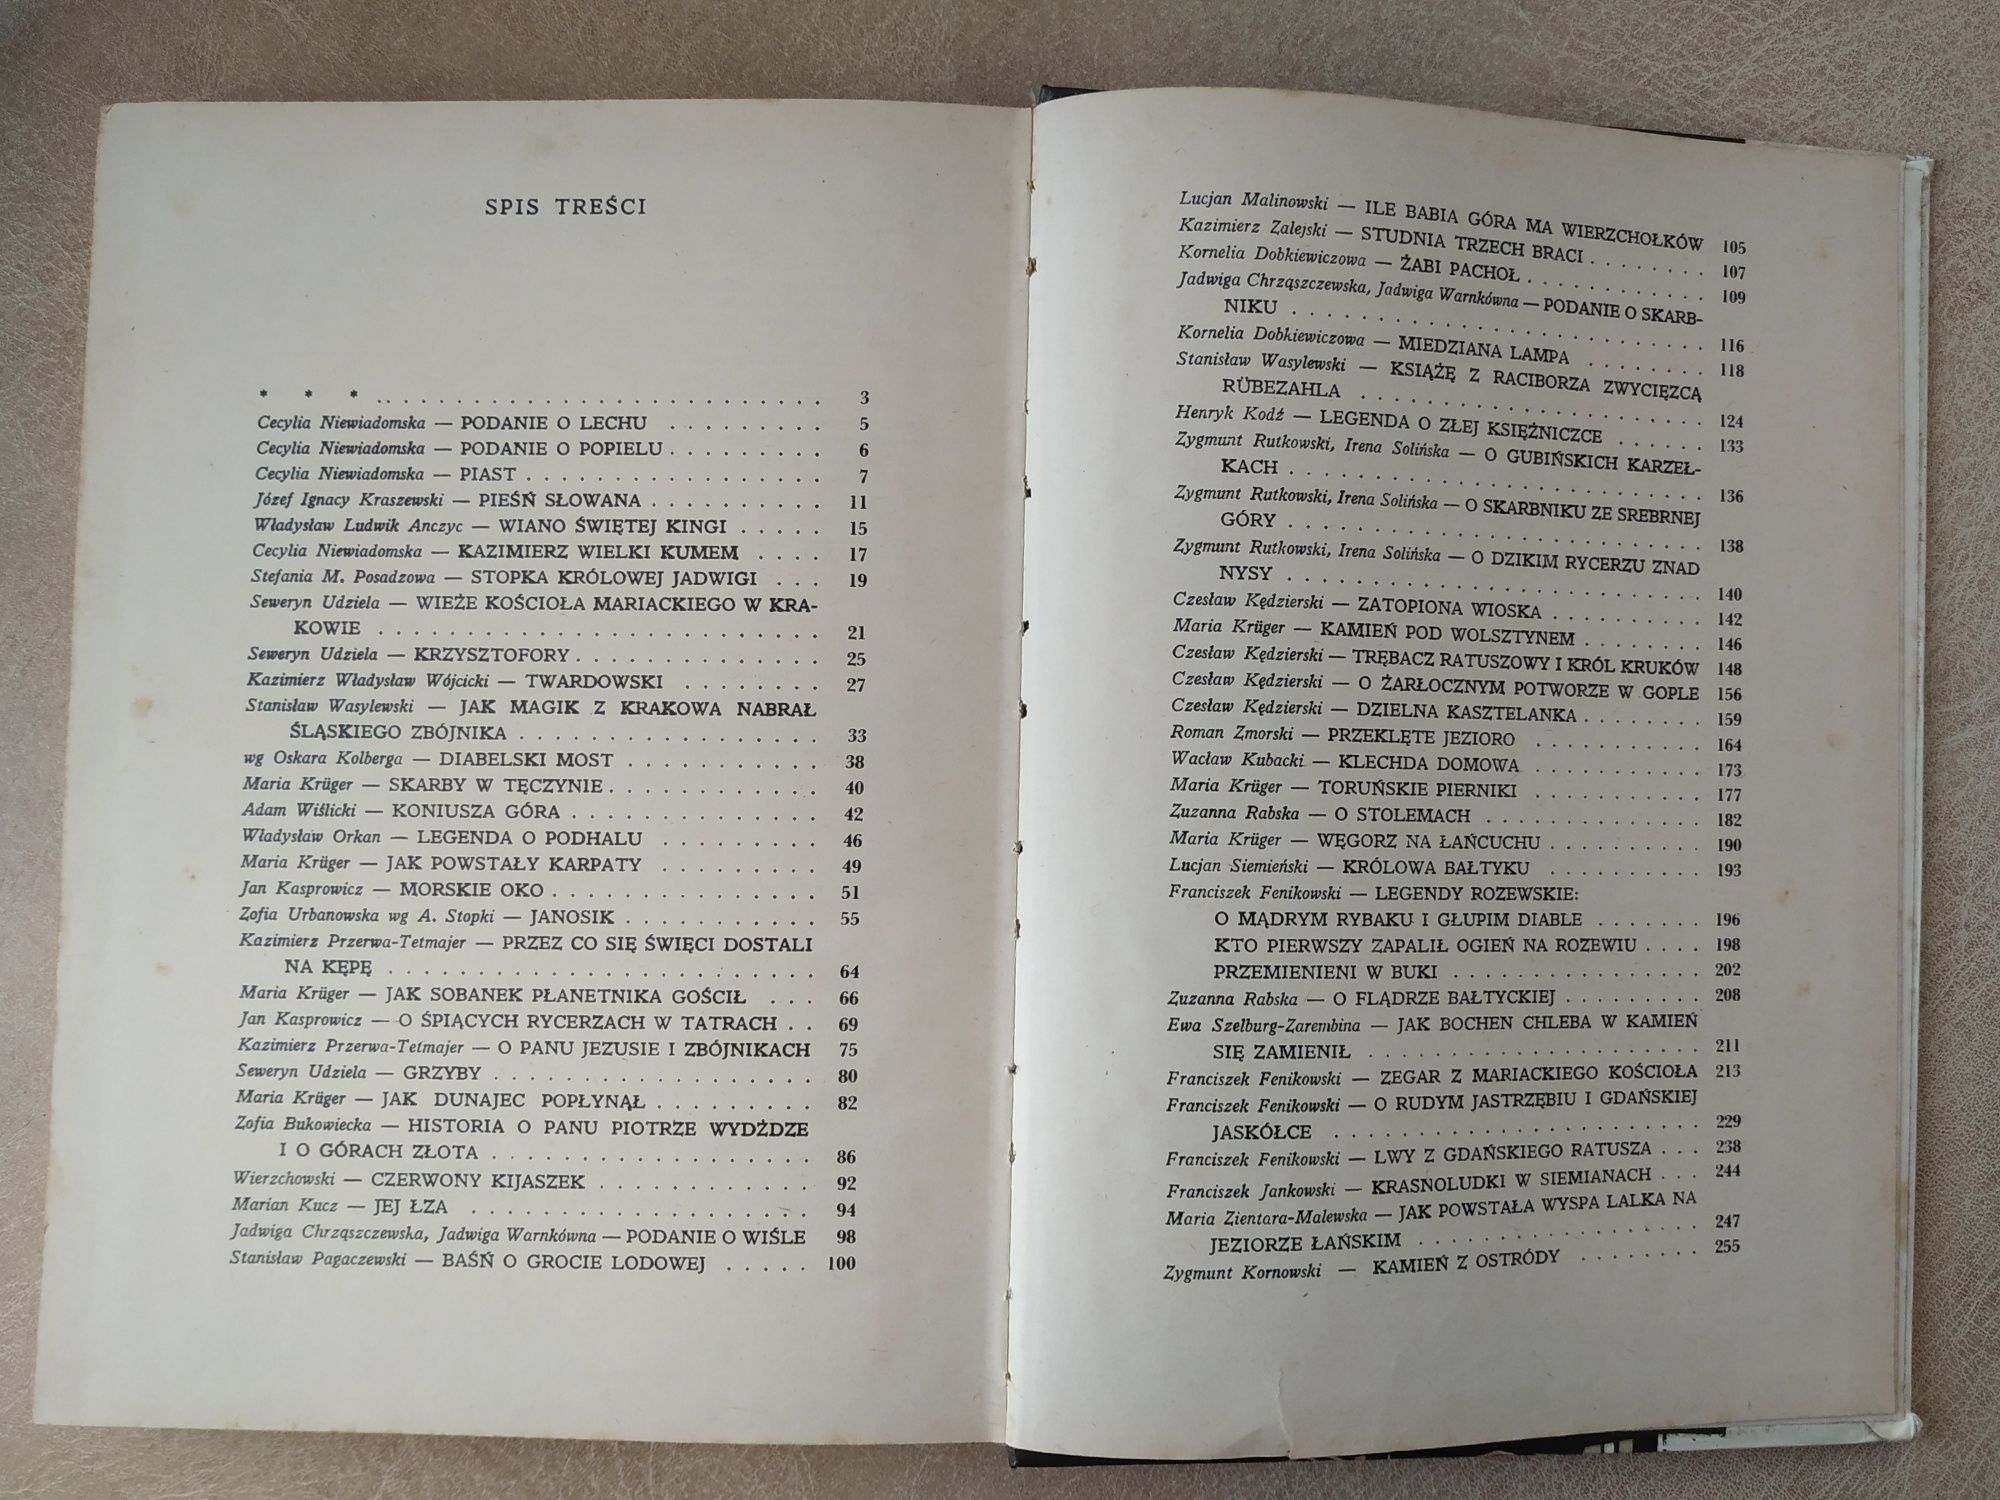 SPIS TREŚCI
* * * . . . . . . . . . . . . . . . . . . . . . . . . . . . . 3
Cecylia Niewiadomska — PODANIE O LECHU . . . . . . . . . 5
Cecylia Niewiadomska — PODANIE O POPIELU . . . . . . . . . 6
Cecylia Niewiadomska — PIAST . . . . . . . . . . . . . . . . . . 7
Józef Ignacy Kraszewski — PIEŚŃ SŁOWANA . . . . . . . . . . 11
Władysław Ludwik Anczyc — WIANO ŚWIĘTEJ KINGI . . . . . 15
Cecylia Niewiadomska — KAZIMIERZ WIELKI KUMEM . . . . 17
Stefania M. Posadzowa — STOPKA KRÓLOWEJ JADWIGI . . . 19
Seweryn Udziela — WIEŻE KOŚCIOŁA MARIACKIEGO W KRA-
KOWIE . . . . . . . . . . . . . . . . . . . . . . . . . . 21
Seweryn Udziela — KRZYSZTOFORY . . . . . . . . . . . . . . . 25
Kazimierz Władysław Wójcicki — TWARDOWSKI . . . . . . . . 27
Stanisław Wasylewski — JAK MAGIK Z KRAKOWA NABRAŁ
ŚLĄSKIEGO ZBÓJNIKA . . . . . . . . . . . . . . . . . . 33
wg Oskara Kolberga — DIABELSKI MOST . . . . . . . . . . . . 38
Maria Krüger — SKARBY W TĘCZYNIE . . . . . . . . . . . . . 40
Adam Wiślicki — KONIUSZA GÓRA . . . . . . . . . . . . . . . 42
Władysław Orkan — LEGENDA O PODHALU . . . . . . . . . . 46
Maria Krüger — JAK POWSTAŁY KARPATY . . . . . . . . . . 49
Jan Kasprowicz — MORSKIE OKO . . . . . . . . . . . . . . . . 51
Zofia Urbanowska wg A. Stopki — JANOSIK . . . . . . . . . . . . 55
Kazimierz Przerwa-Tetmajer — PRZEZ CO SIĘ ŚWIĘCI DOSTALI
NA KĘPĘ . . . . . . . . . . . . . . . . . . . . . . . . . 64
Maria Krüger — JAK SOBANEK PŁANETNIKA GOŚCIŁ . . . 66
Jan Kasprowicz — O ŚPIĄCYCH RYCERZACH W TATRACH . . 69
Kazimierz Przerwa-Tetmajer — O PANU JEZUSIE I ZBÓJNIKACH 75
Seweryn Udziela — GRZYBY . . . . . . . . . . . . . . . . . . . 80
Maria Krüger — JAK DUNAJEC POPŁYNĄŁ . . . . . . . . . . 82
Zofia Bukowiecka — HISTORIA O PANU PIOTRZE WYDŹDZE
I O GÓRACH ZŁOTA . . . . . . . . . . . . . . . . . . . 86
Wierzchowski — CZERWONY KIJASZEK . . . . . . . . . . . . . 92
Marian Kucz — JEJ ŁZA . . . . . . . . . . . . . . . . . . . . 94
Jadwiga Chrząszczewska, Jadwiga Warnkówna — PODANIE O WIŚLE 98
Stanisław Pagaczewski — BAŚŃ O GROCIE LODOWEJ . . . . . 100
Lucjan Malinowski — ILE BABIA GÓRA MA WIERZCHOŁKÓW 105
Kazimierz Zalejski — STUDNIA TRZECH BRACI . . . . . . . . 107
Kornelia Dobkiewiczowa — ŻABI PACHOŁ . . . . . . . . . . . . 109
Jadwiga Chrząszczewska, Jadwiga Warnkówna — PODANIE O SKARB-
NIKU . . . . . . . . . . . . . . . . . . . . . . . . . 116
Kornelia Dobkiewiczowa — MIEDZIANA LAMPA . . . . . . . . 118
Stanisław Wasylewski — KSIĄŻĘ Z RACIBORZA ZWYCIĘZCĄ
RÜBEZAHLA . . . . . . . . . . . . . . . . . . . . . 124
Henryk Kodź — LEGENDA O ZŁEJ KSIĘŻNICZCE . . . . . . 133
Zygmunt Rutkowski, Irena Solińska — O GUBIŃSKICH KARZEŁ-
KACH . . . . . . . . . . . . . . . . . . . . . . . . . 136
Zygmunt Rutkowski, Irena Solińska — O SKARBNIKU ZE SREBRNEJ
GÓRY . . . . . . . . . . . . . . . . . . . . . . . . . 138
Zygmunt Rutkowski, Irena Solińska — O DZIKIM RYCERZU ZNAD
NYSY . . . . . . . . . . . . . . . . . . . . . . . . . 140
Czesław Kędzierski — ZATOPIONA WIOSKA . . . . . . . . . . 142
Maria Krüger — KAMIEŃ POD WOLSZTYNEM . . . . . . . . 146
Czesław Kędzierski — TRĘBACZ RATUSZOWY I KRÓL KRUKÓW 148
Czesław Kędzierski — O ŻARŁOCZNYM POTWORZE W GOPLE 156
Czesław Kędzierski — DZIELNA KASZTELANKA . . . . . . . . 159
Roman Zmorski — PRZEKLĘTE JEZIORO . . . . . . . . . . 164
Wacław Kubacki — KLECHDA DOMOWA . . . . . . . . . . 173
Maria Krüger — TORUŃSKIE PIERNIKI . . . . . . . . . . . 177
Zuzanna Rabska — O STOLEMACH . . . . . . . . . . . . . 182
Maria Krüger — WĘGORZ NA ŁAŃCUCHU . . . . . . . . . . 190
Lucjan Siemieński — KRÓLOWA BAŁTYKU . . . . . . . . . . 193
Franciszek Fenikowski — LEGENDY ROZEWSKIE:
O MĄDRYM RYBAKU I GŁUPIM DIABLE . . . . . . . . 196
KTO PIERWSZY ZAPALIŁ OGIEŃ NA ROZEWIU . . . . 198
PRZEMIENIENI W BUKI . . . . . . . . . . . . . . . . 202
Zuzanna Rabska — O FLĄDRZE BAŁTYCKIEJ . . . . . . . . . 208
Ewa Szelburg-Zarembina — JAK BOCHEN CHLEBA W KAMIEŃ
SIĘ ZAMIENIŁ . . . . . . . . . . . . . . . . . . . . 211
Franciszek Fenikowski — ZEGAR Z MARIACKIEGO KOŚCIOŁA 213
Franciszek Fenikowski — O RUDYM JASTRZĘBIU I GDAŃSKIEJ
JASKÓŁCE . . . . . . . . . . . . . . . . . . . . . . 229
Franciszek Fenikowski — LWY Z GDAŃSKIEGO RATUSZA . . . 238
Franciszek Jankowski — KRASNOLUDKI W SIEMIANACH . . . 244
Maria Zientara-Malewska — JAK POWSTAŁA WYSPA LALKA NA
JEZIORZE ŁAŃSKIM . . . . . . . . . . . . . . . . . 247
Zygmunt Kornowski — KAMIEŃ Z OSTRÓDY . . . . . . . . 255